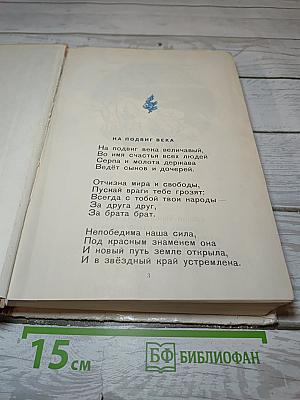 НА ПОДВИГ ВЕКА
На подвиг века величавый,
Во имя счастья всех людей
Серпа и молота держава
Ведёт сынов и дочерей.
Отчизна мира и свободы,
Пускай враги тебе грозят:
Всегда с тобой твои народы —
За друга друг,
За брата брат.
Непобедима наша сила,
Под красным знаменем она
И новый путь земле открыла,
И в звёздный край устремлена.
3
15 см
БФ БИБЛИОФАН